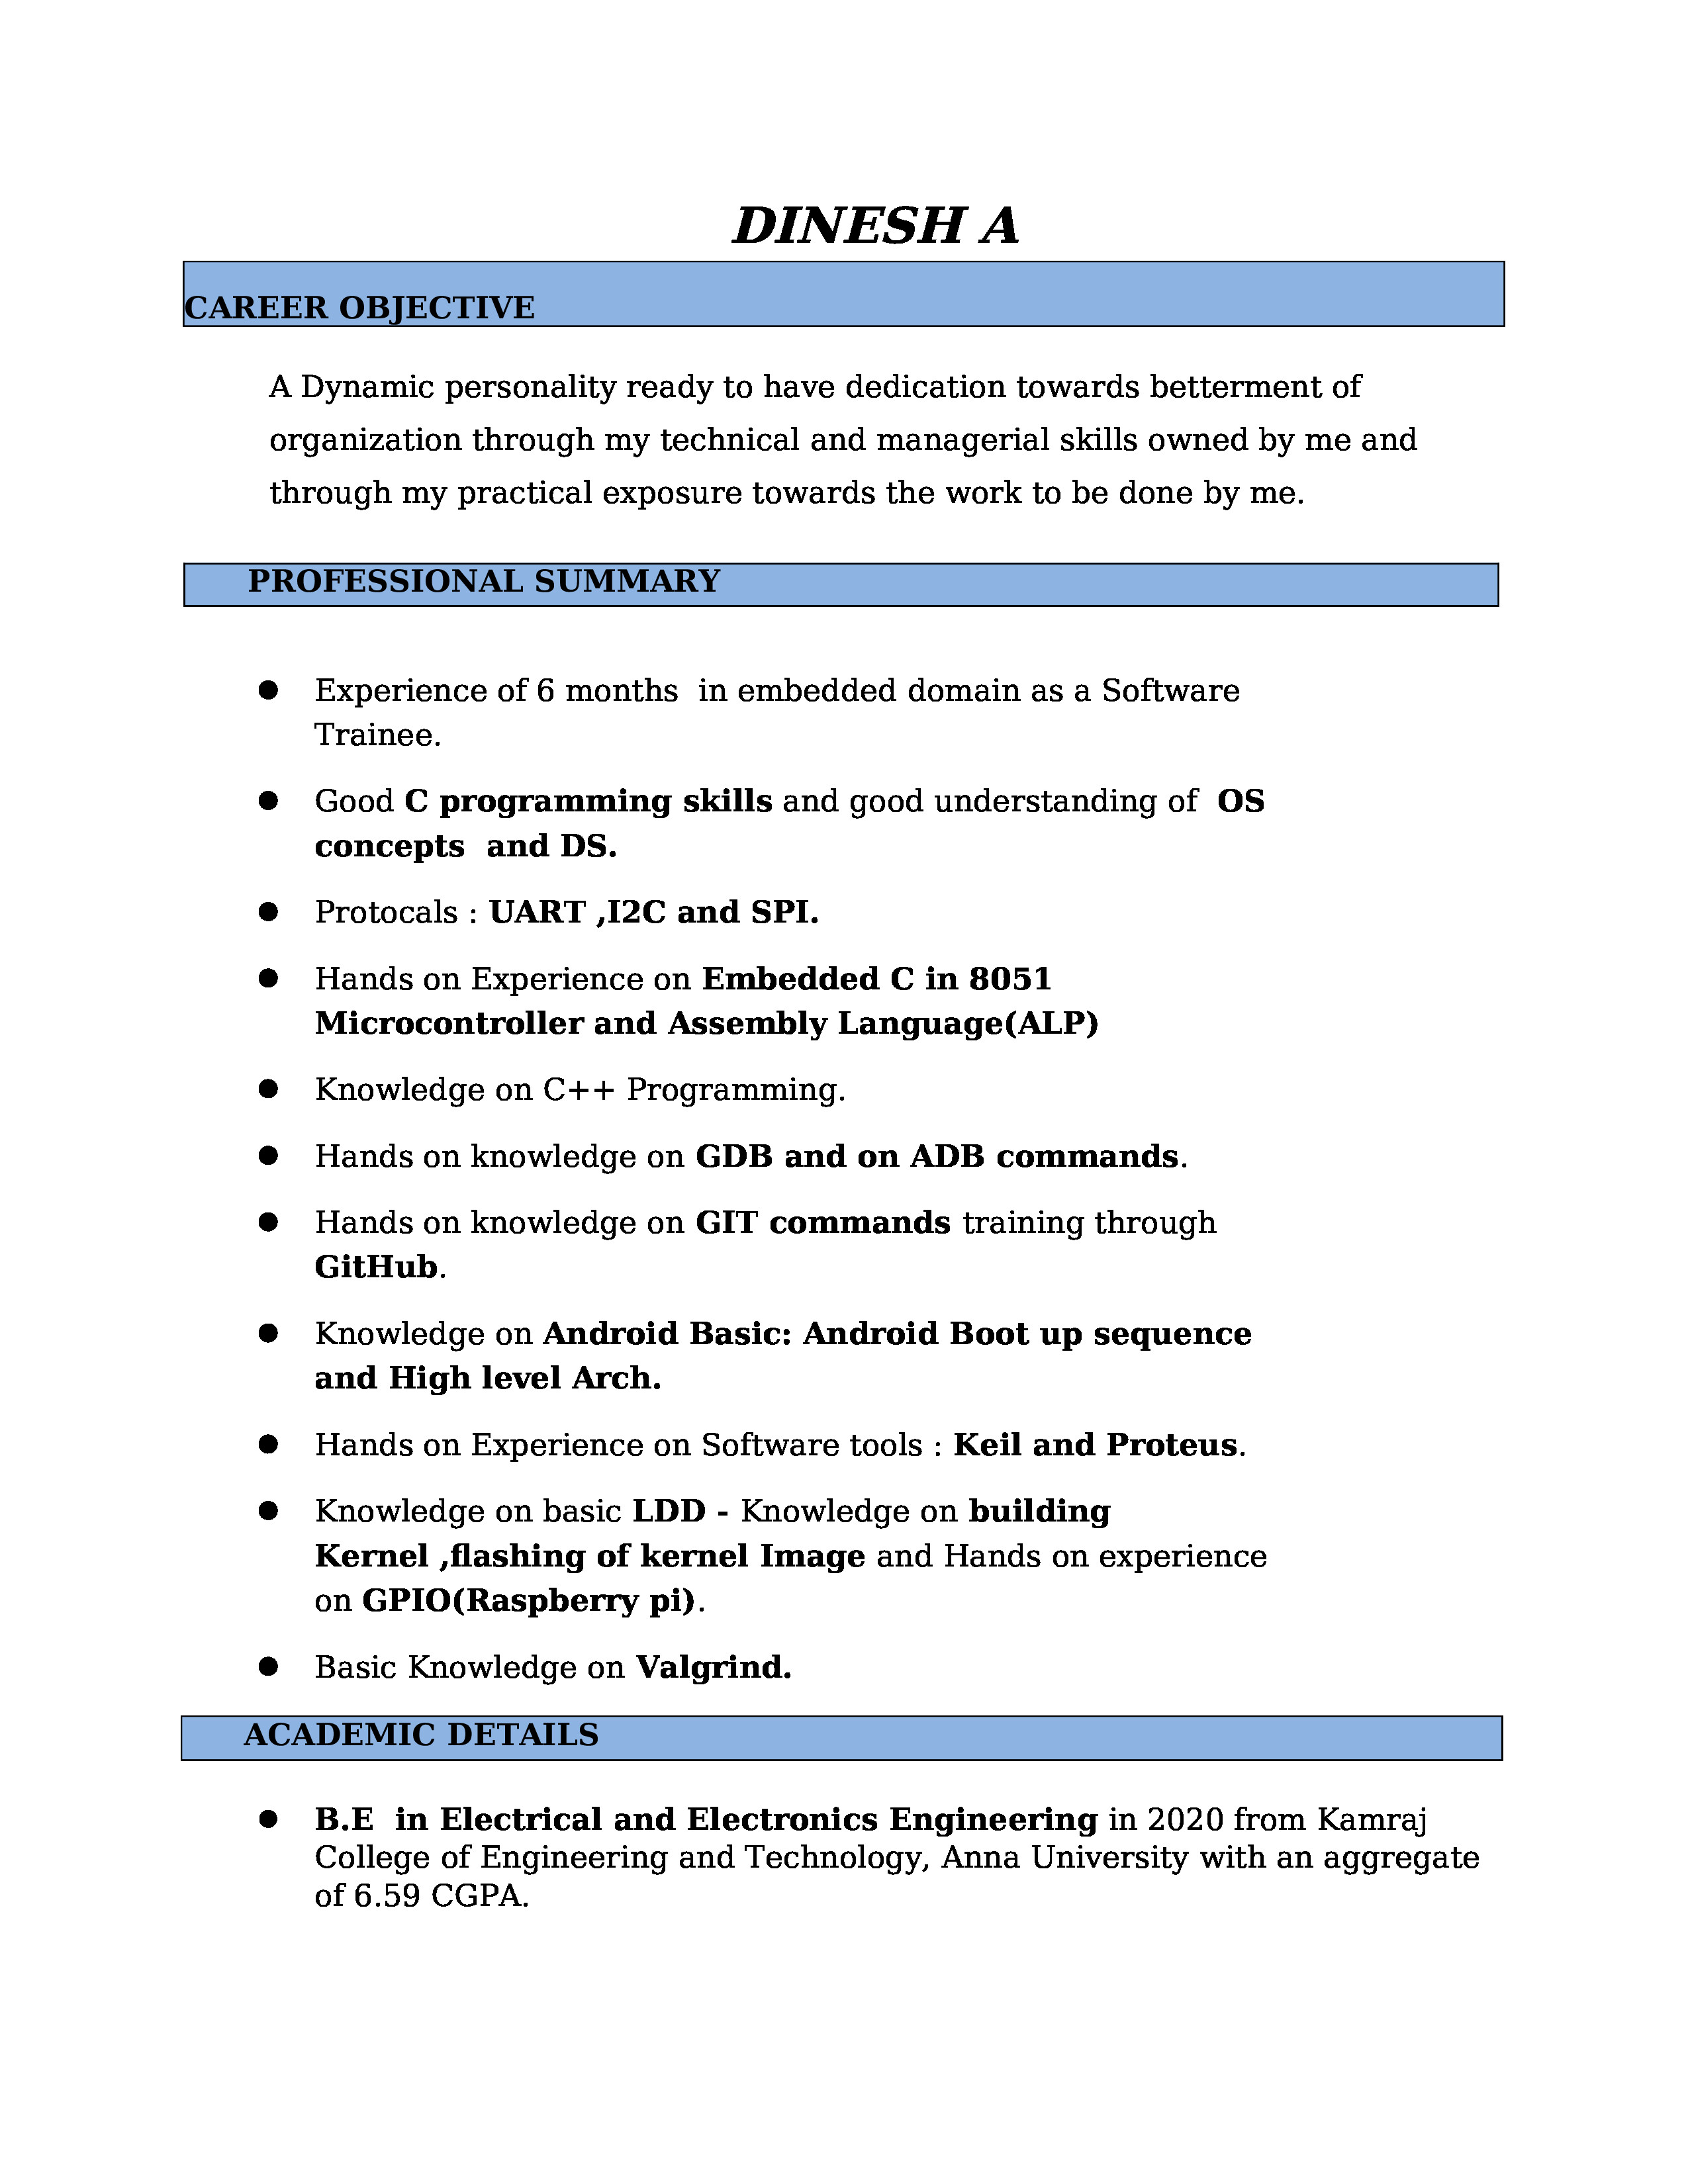 DINESH A
CAREER OBJECTIVE
A Dynamic personality ready to have dedication towards betterment of
organization through my technical and managerial skills owned by me and
through my practical exposure towards the work to be done by me.
PROFESSIONAL SUMMARY
● Experience of 6 months  in embedded domain as a Software
Trainee.
● Good C programming skills and good understanding of  OS
concepts  and DS.
● Protocals : UART ,I2C and SPI.
● Hands on Experience on Embedded C in 8051
Microcontroller and Assembly Language(ALP)
● Knowledge on C++ Programming.
● Hands on knowledge on GDB and on ADB commands.
● Hands on knowledge on GIT commands training through
GitHub.
● Knowledge on Android Basic: Android Boot up sequence
and High level Arch.
● Hands on Experience on Software tools : Keil and Proteus.
● Knowledge on basic LDD - Knowledge on building
Kernel ,flashing of kernel Image and Hands on experience
on GPIO(Raspberry pi).
● Basic Knowledge on Valgrind.
ACADEMIC DETAILS
● B.E  in Electrical and Electronics Engineering in 2020 from Kamraj
College of Engineering and Technology, Anna University with an aggregate
of 6.59 CGPA.